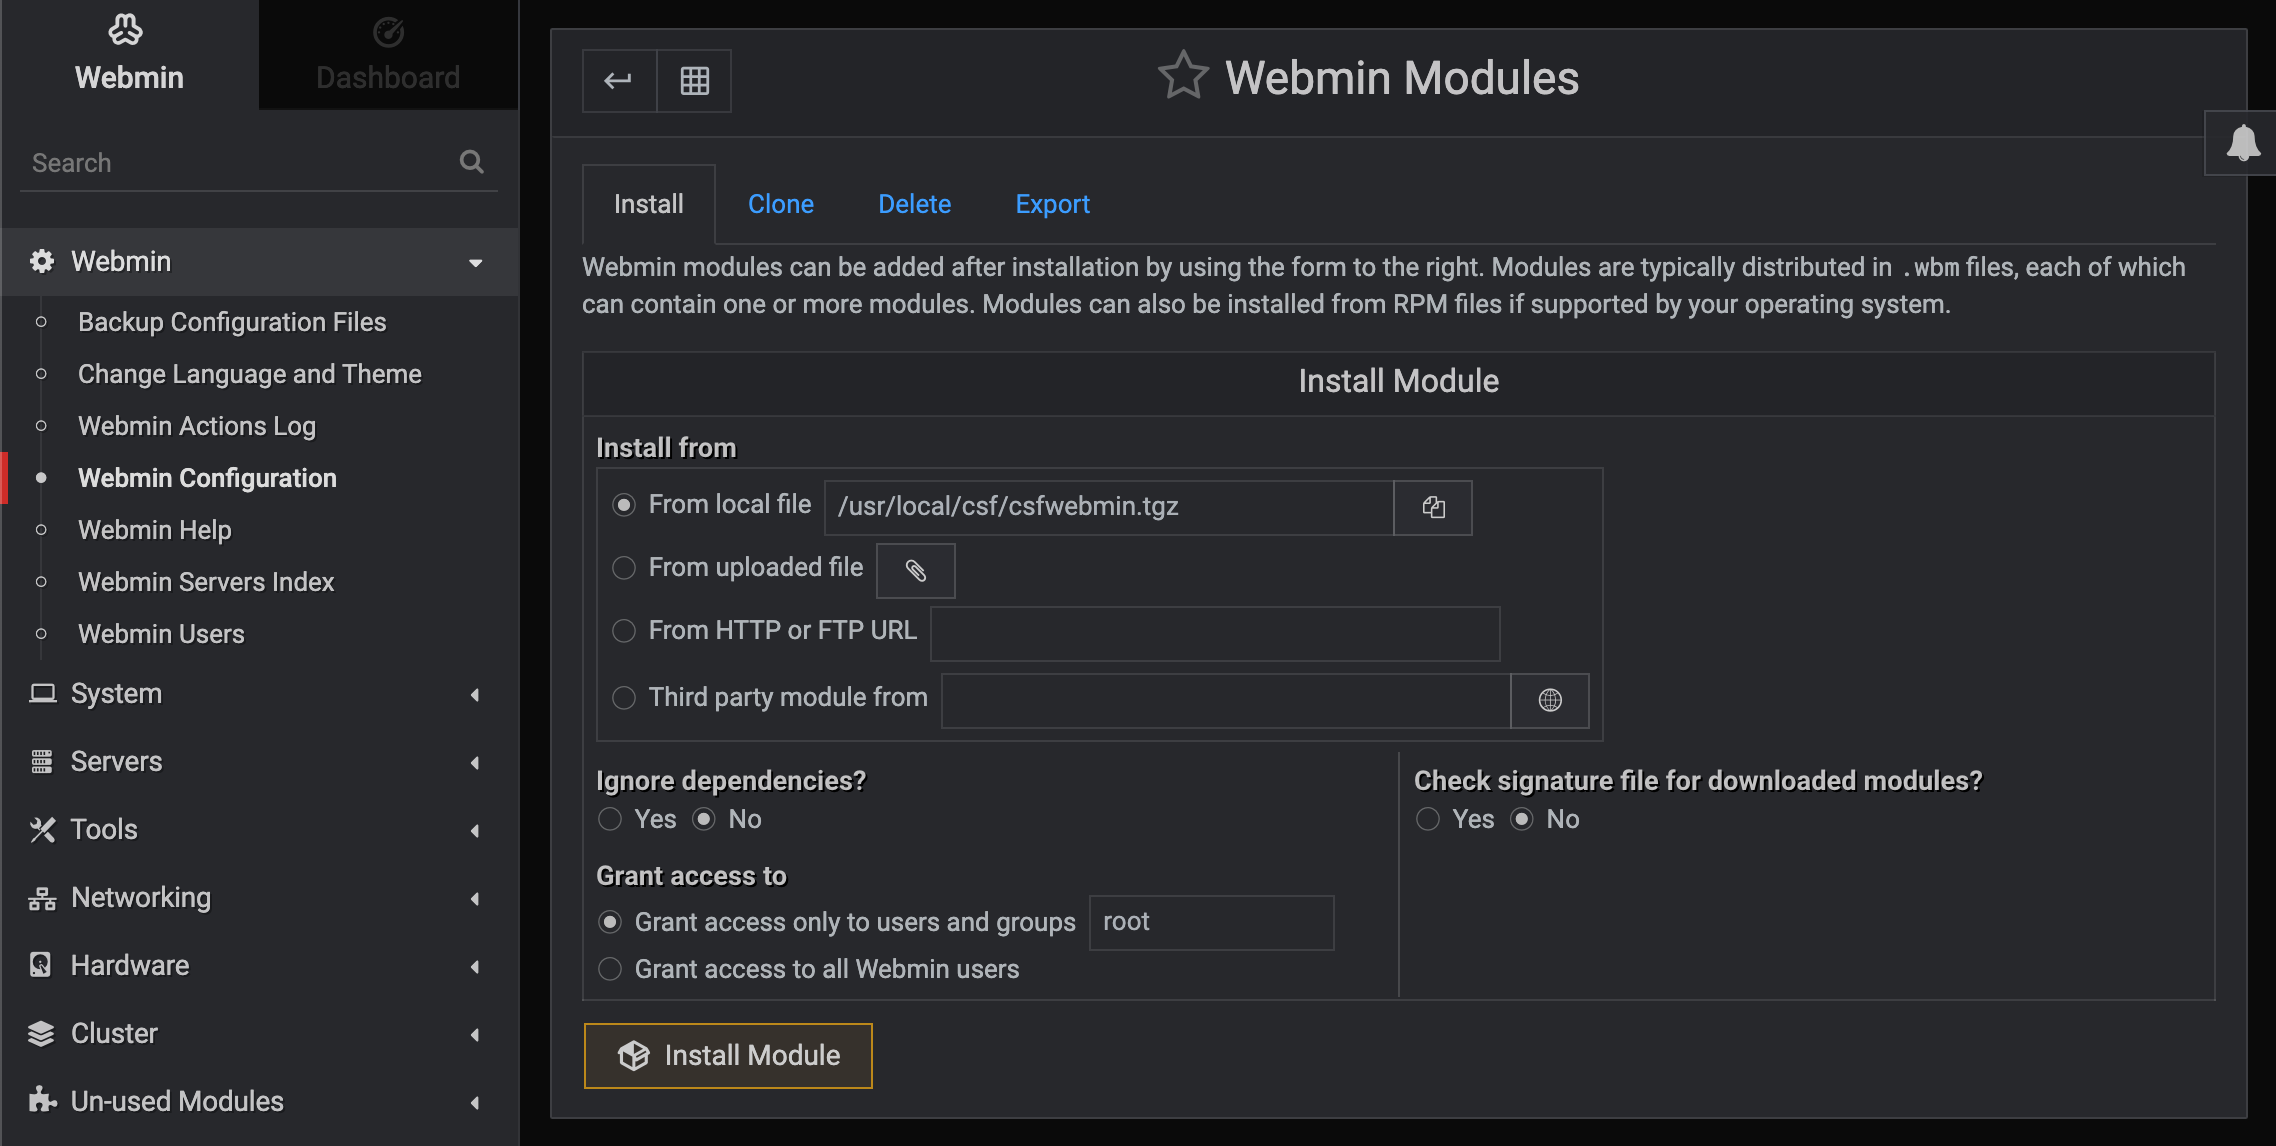 Webmin
Dashboard
Search
Webmin
Backup Configuration Files
Change Language and Theme
Webmin Actions Log
Webmin Configuration
Webmin Help
Webmin Servers Index
Webmin Users
System
Servers
Tools
Networking
Hardware
Cluster
Un-used Modules
Webmin Modules
Install Clone Delete Export
Webmin modules can be added after installation by using the form to the right. Modules are typically distributed in .wbm files, each of which
can contain one or more modules. Modules can also be installed from RPM files if supported by your operating system.
Install Module
Install from
From local file /usr/local/csf/csfwebmin.tgz
From uploaded file
From HTTP or FTP URL
Third party module from
Ignore dependencies?
Yes No
Check signature file for downloaded modules?
Yes No
Grant access to
Grant access only to users and groups root
Grant access to all Webmin users
Install Module